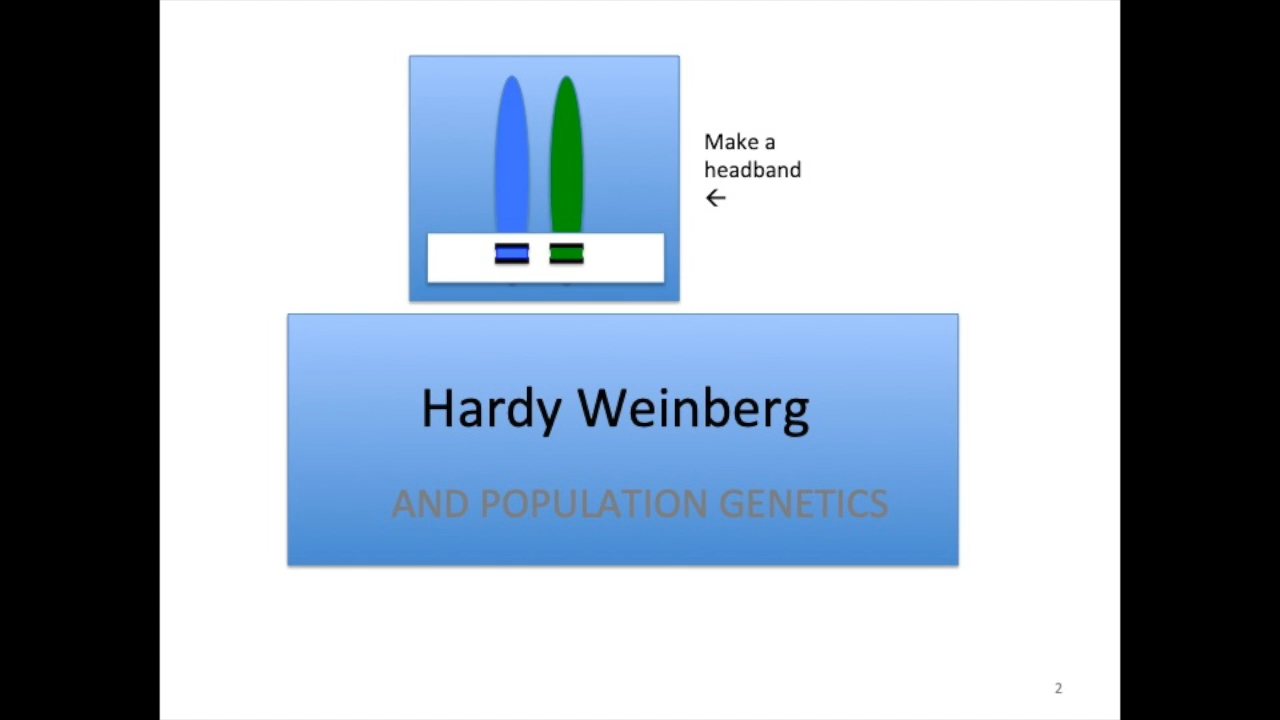 Make a
headband
←
Hardy Weinberg
AND POPULATION GENETICS
2